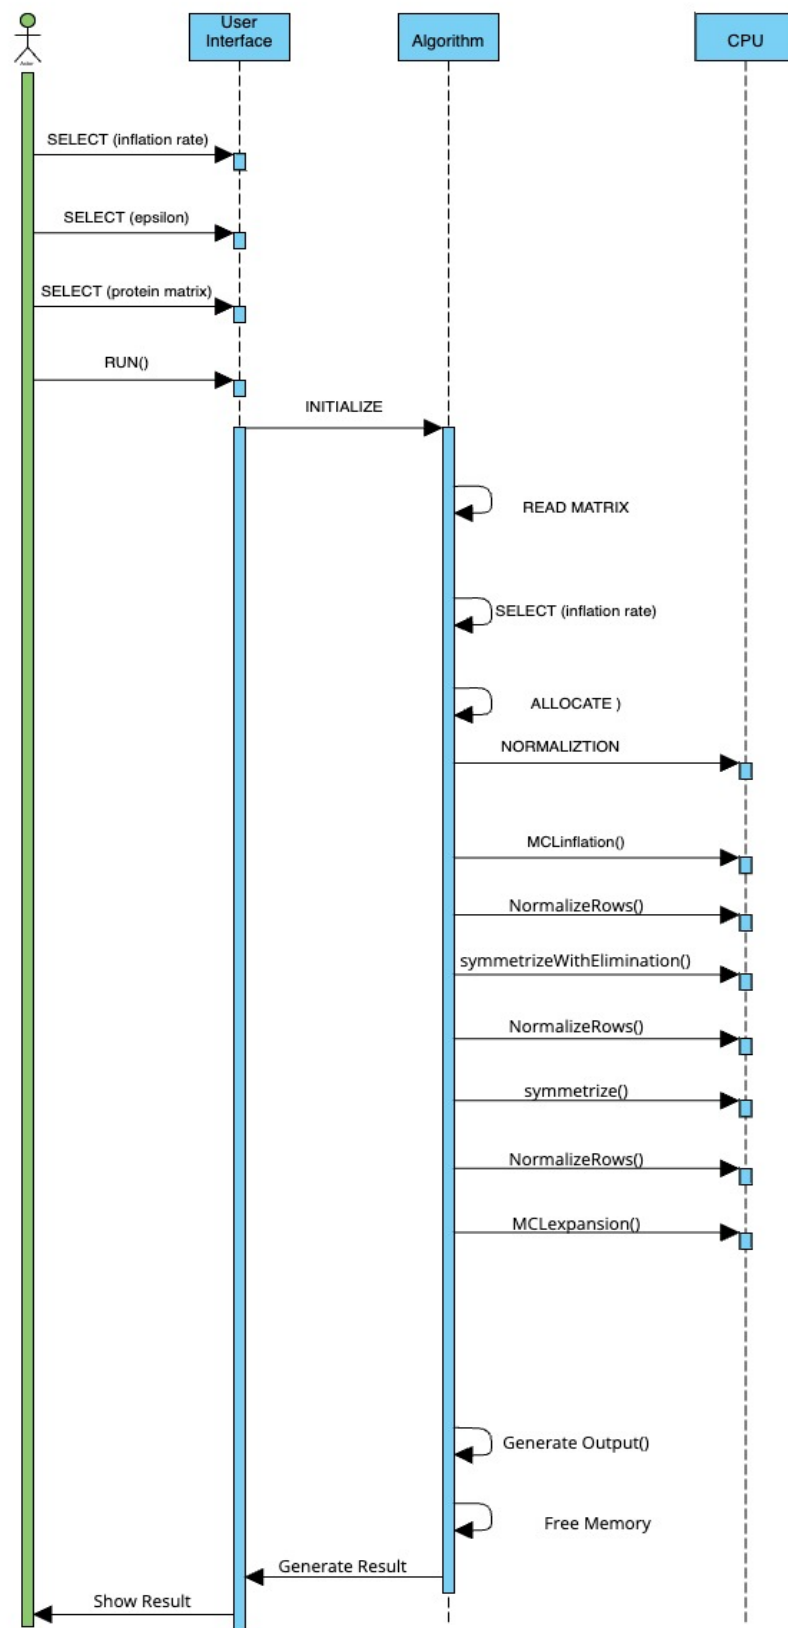 User
Interface
Algorithm
CPU
Actor
SELECT (inflation rate)
SELECT (epsilon)
SELECT (protein matrix)
RUN()
INITIALIZE
READ MATRIX
SELECT (inflation rate)
ALLOCATE )
NORMALIZTION
MCLinflation()
NormalizeRows()
symmetrizeWithElimination()
NormalizeRows()
symmetrize()
NormalizeRows()
MCLexpansion()
Generate Output()
Free Memory
Generate Result
Show Result